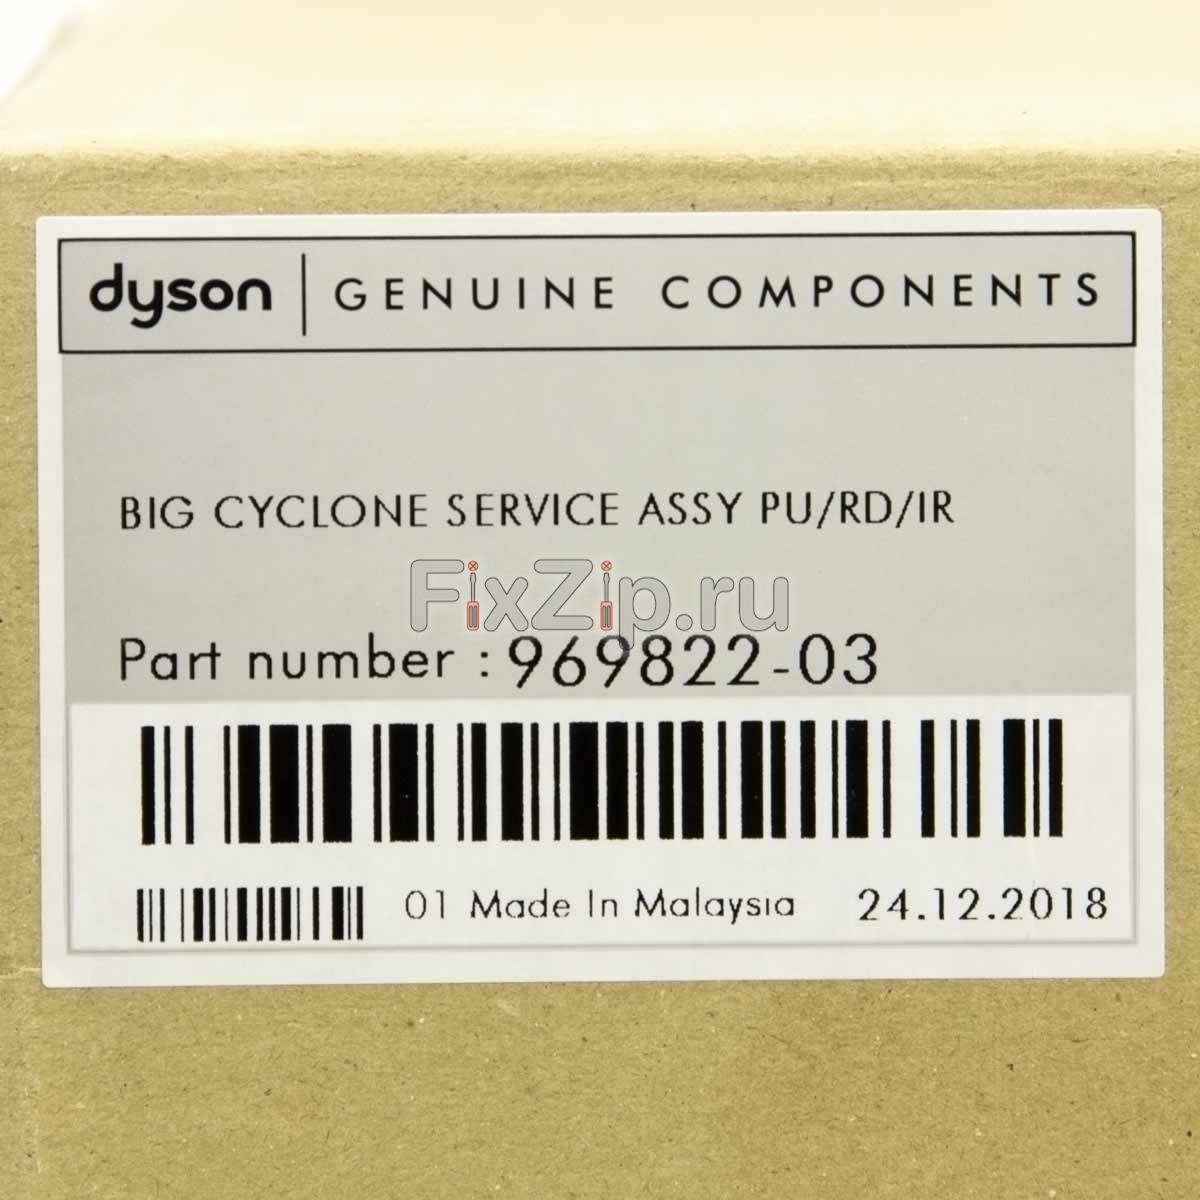 dyson GENUINE COMPONENTS
BIG CYCLONE SERVICE ASSY PU/RD/IR
FixZip.ru
Part number : 969822-03
01 Made In Malaysia 24.12.2018